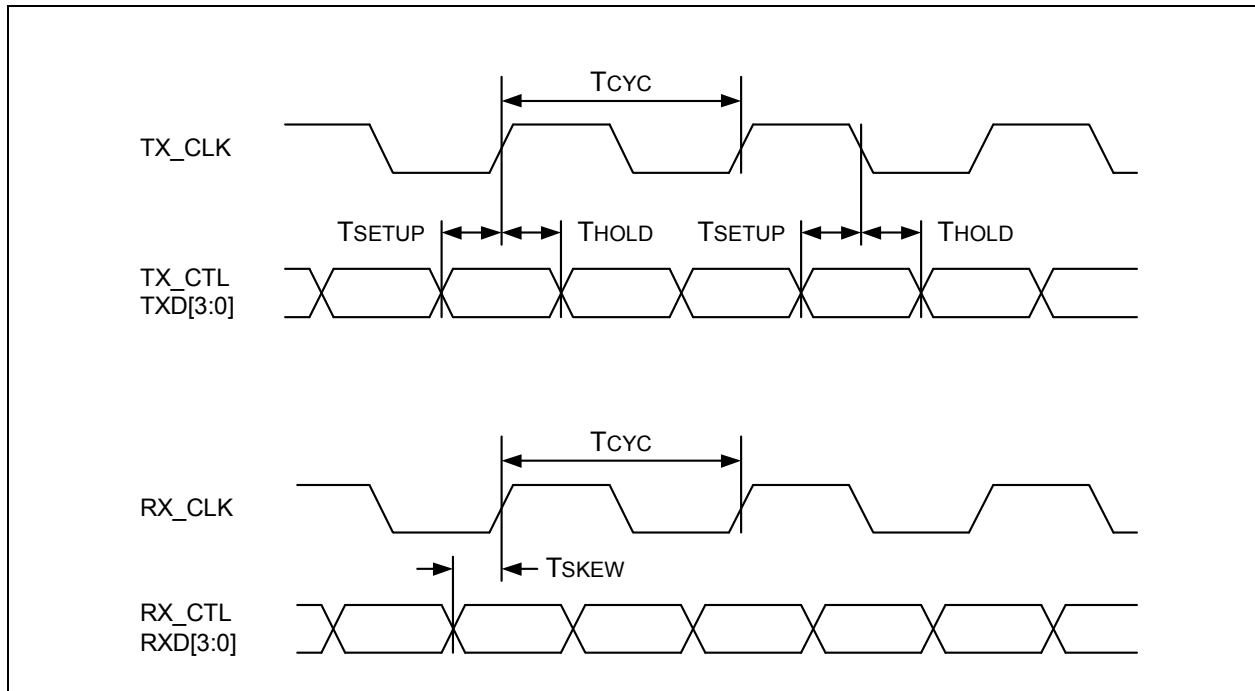 TCYC
TX_CLK
TSETUP THOLD TSETUP THOLD
TX_CTL
TXD[3:0]
TCYC
RX_CLK
TSKEW
RX_CTL
RXD[3:0]